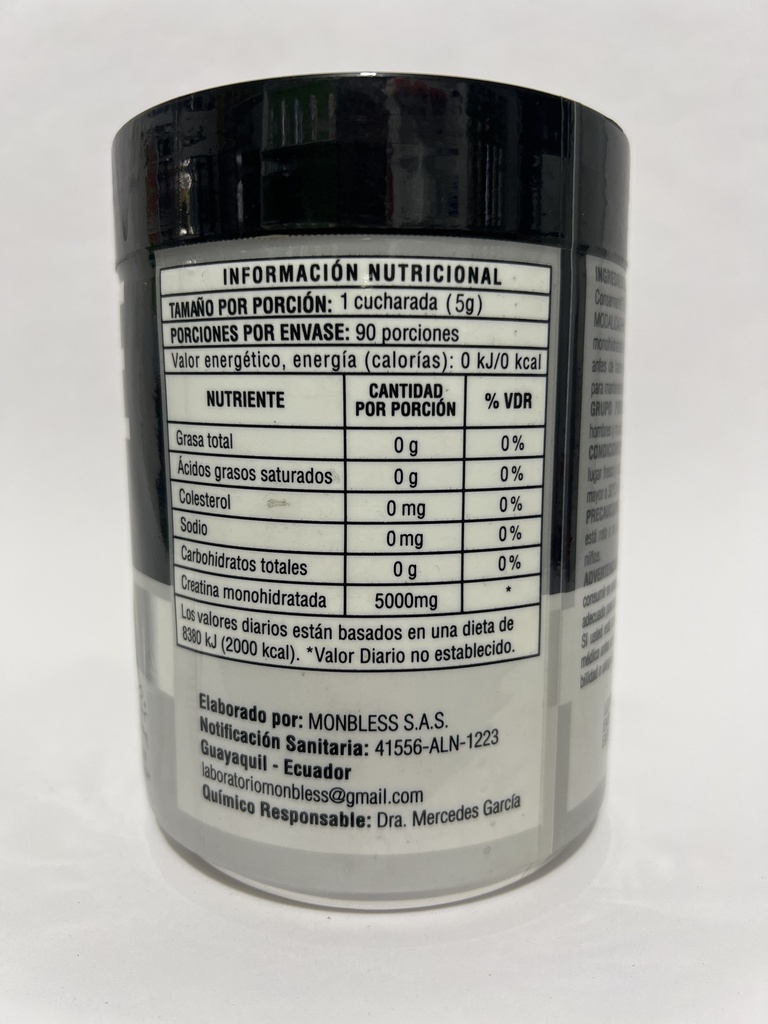 INFORMACIÓN NUTRICIONAL
TAMAÑO POR PORCIÓN: 1 cucharada (5g)
PORCIONES POR ENVASE: 90 porciones
Valor energético, energía (calorías): 0 kJ/0 kcal
NUTRIENTE CANTIDAD POR PORCIÓN % VDR
Grasa total 0 g 0%
Ácidos grasos saturados 0 g 0%
Colesterol 0 mg 0%
Sodio 0 mg 0%
Carbohidratos totales 0 g 0%
Creatina monohidratada 5000mg *
Los valores diarios están basados en una dieta de
8380 kJ (2000 kcal). *Valor Diario no establecido.
Elaborado por: MONBLESS S.A.S.
Notificación Sanitaria: 41556-ALN-1223
Guayaquil - Ecuador
laboratoriomonbless@gmail.com
Químico Responsable: Dra. Mercedes García
GRUPO
lugar